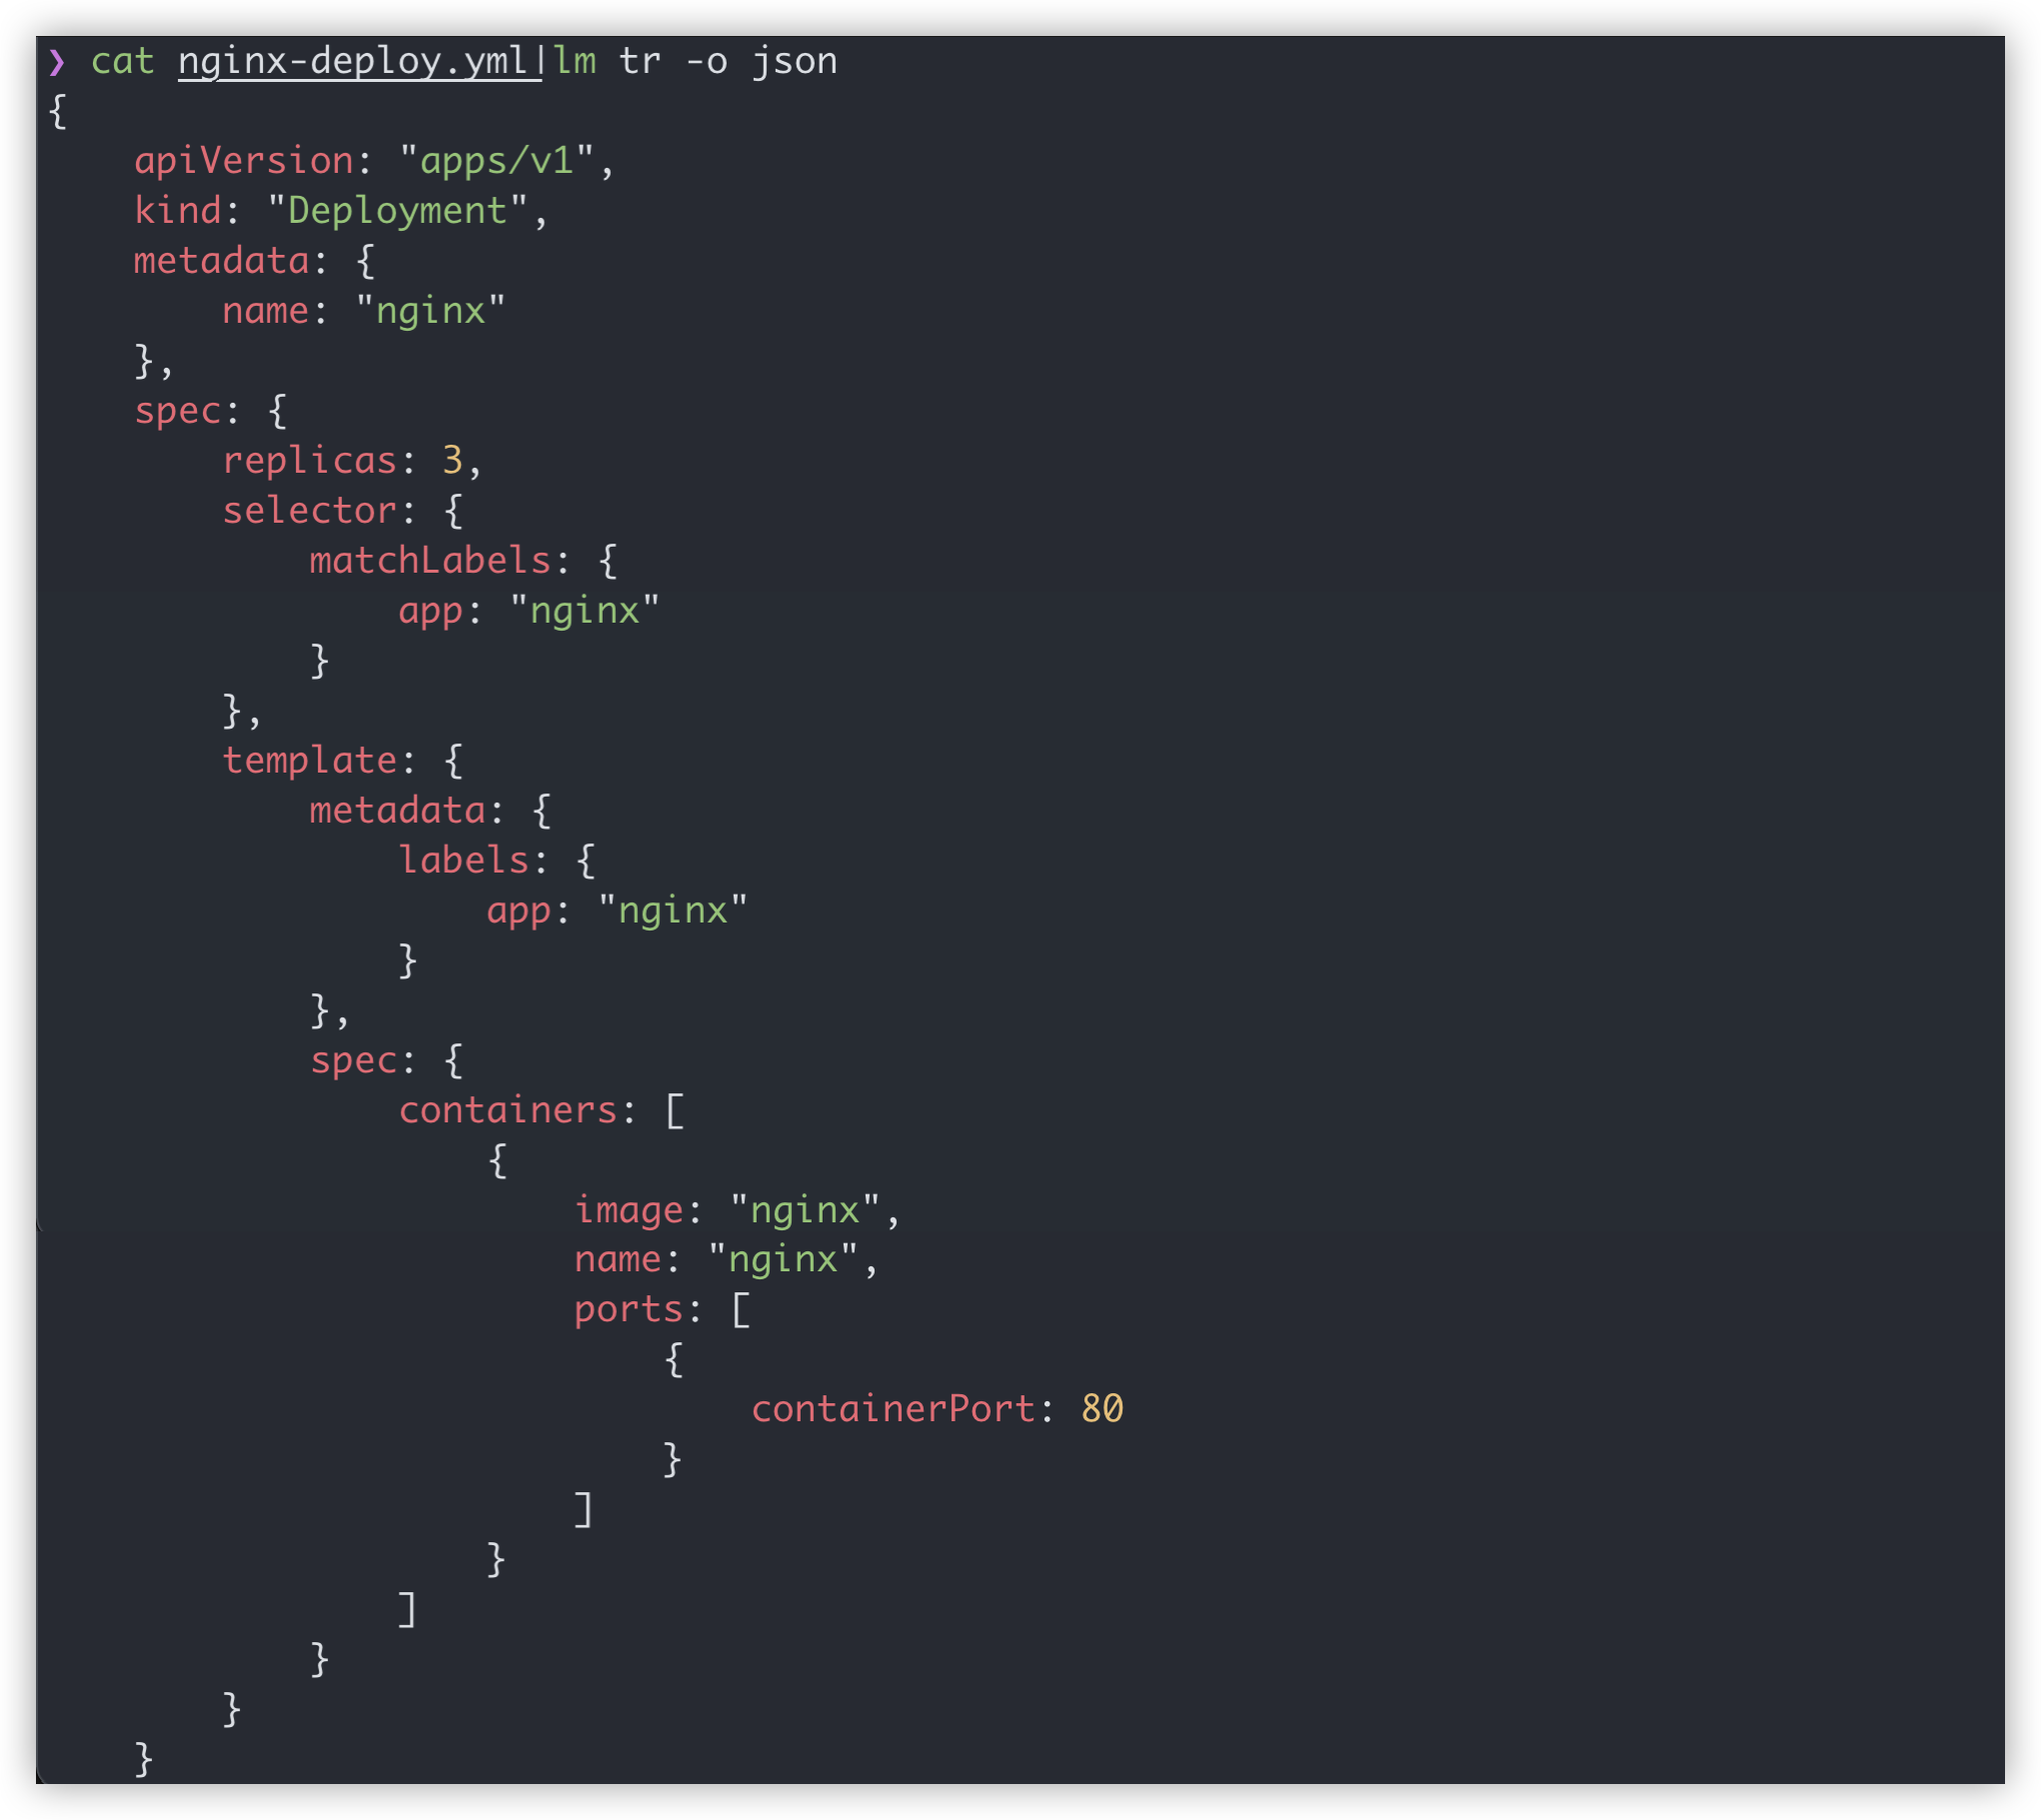 ❯ cat nginx-deploy.yml|lm tr -o json
{
    apiVersion: "apps/v1",
    kind: "Deployment",
    metadata: {
        name: "nginx"
    },
    spec: {
        replicas: 3,
        selector: {
            matchLabels: {
                app: "nginx"
            }
        },
        template: {
            metadata: {
                labels: {
                    app: "nginx"
                }
            },
            spec: {
                containers: [
                    {
                        image: "nginx",
                        name: "nginx",
                        ports: [
                            {
                                containerPort: 80
                            }
                        ]
                    }
                ]
            }
        }
    }